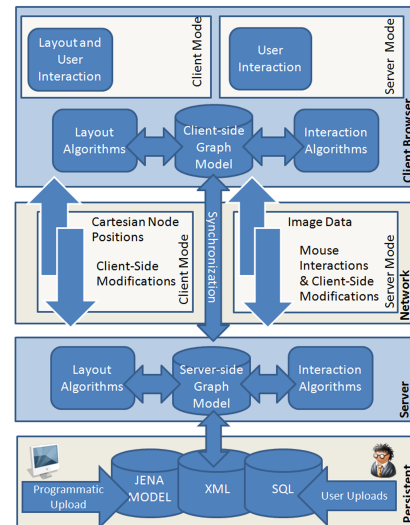 Layout and
User
Interaction
Client Mode
User
Interaction
Server Mode
Layout
Algorithms
Client-side
Graph
Model
Interaction
Algorithms
Client Browser
Cartesian Node
Positions
Client-Side
Modifications
Client Mode
Synchronization
Image Data
Mouse
Interactions
& Client-Side
Modifications
Server Mode
Network
Layout
Algorithms
Server-side
Graph
Model
Interaction
Algorithms
Server
Programmatic
Upload
JENA
MODEL
XML
SQL
User Uploads
Persistent